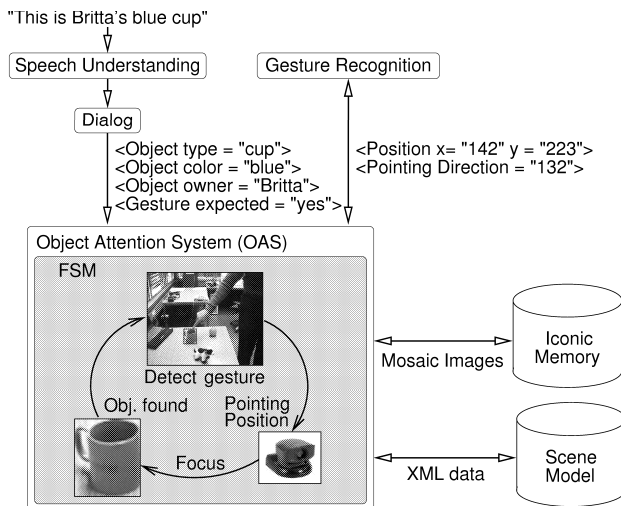 "This is Britta's blue cup"
Speech Understanding
Gesture Recognition
Dialog
<Object type = "cup">
<Object color = "blue">
<Object owner = "Britta">
<Gesture expected = "yes">
<Position x= "142" y = "223">
<Pointing Direction = "132">
Object Attention System (OAS)
FSM
Detect gesture
Obj. found
Pointing
Position
Focus
Mosaic Images
Iconic
Memory
XML data
Scene
Model